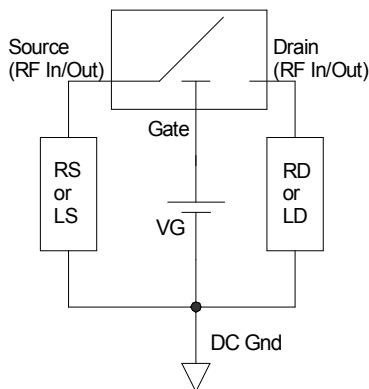 Source
(RF In/Out)
Drain
(RF In/Out)
Gate
RS
or
LS
RD
or
LD
VG
DC Gnd